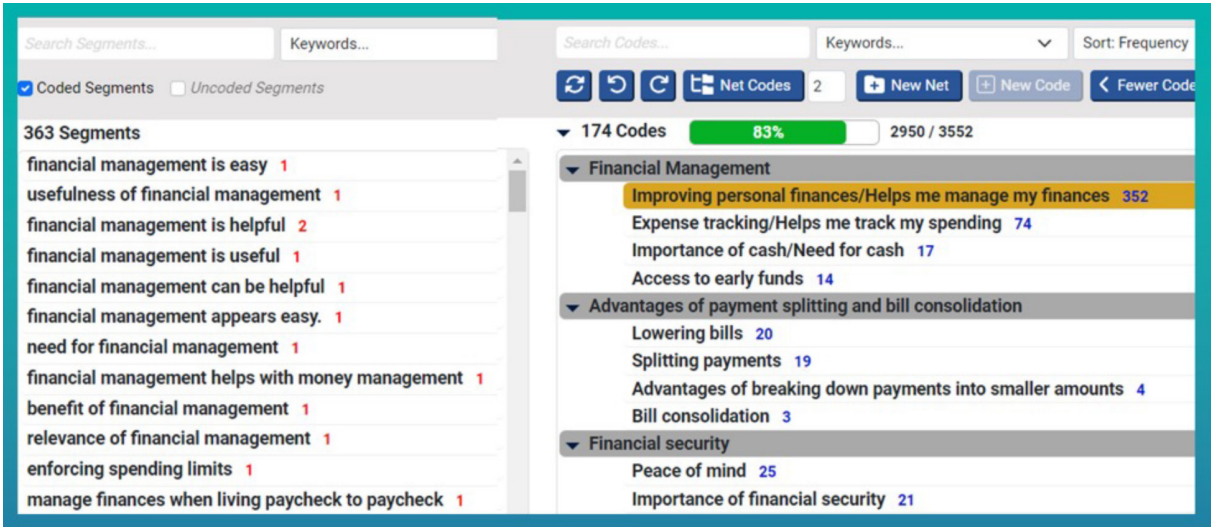 Search Segments...
Keywords...
Coded Segments
Uncoded Segments
363 Segments
financial management is easy 1
usefulness of financial management 1
financial management is helpful 2
financial management is useful 1
financial management can be helpful 1
financial management appears easy. 1
need for financial management 1
financial management helps with money management 1
benefit of financial management 1
relevance of financial management 1
enforcing spending limits 1
manage finances when living paycheck to paycheck 1
Search Codes...
Keywords...
Sort: Frequency
Net Codes
2
New Net
New Code
Fewer Code
174 Codes 83% 2950 / 3552
Financial Management
Improving personal finances/Helps me manage my finances 352
Expense tracking/Helps me track my spending 74
Importance of cash/Need for cash 17
Access to early funds 14
Advantages of payment splitting and bill consolidation
Lowering bills 20
Splitting payments 19
Advantages of breaking down payments into smaller amounts 4
Bill consolidation 3
Financial security
Peace of mind 25
Importance of financial security 21